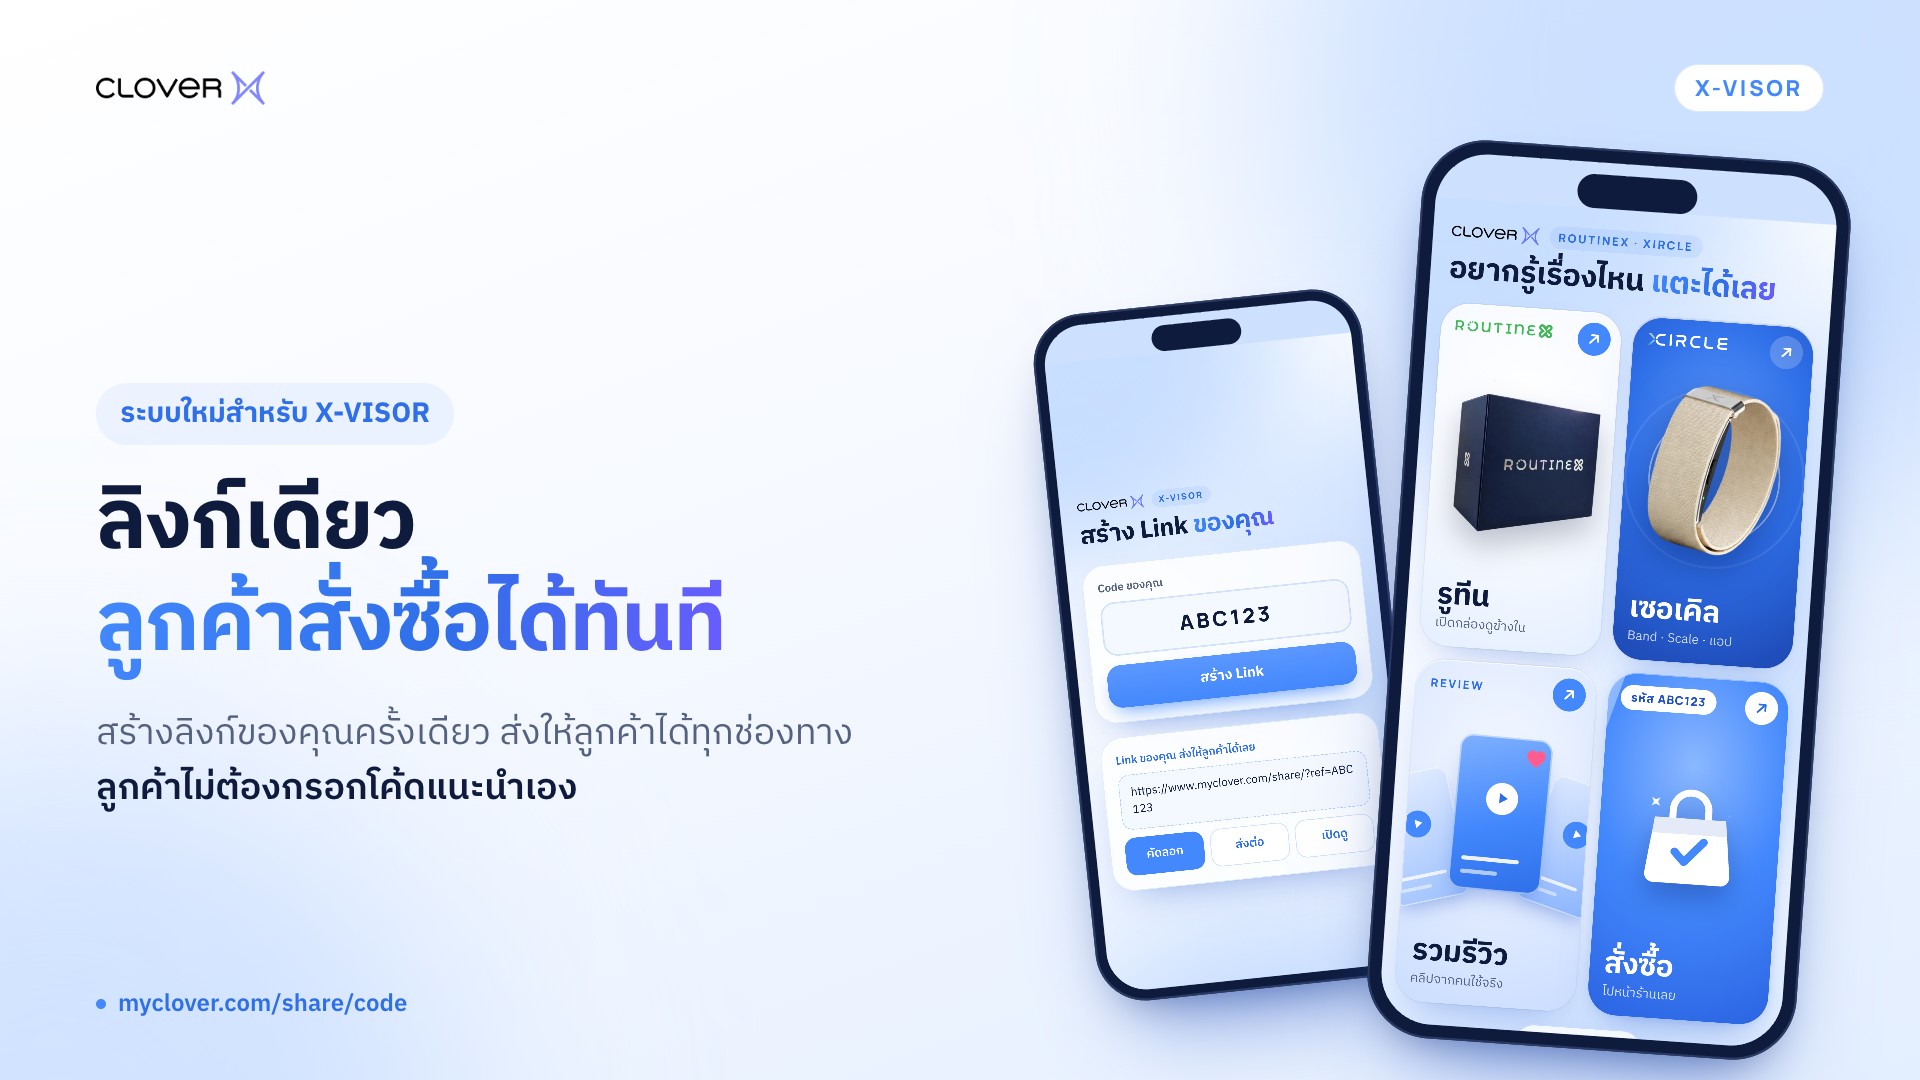 CLOVER X
X-VISOR
ระบบใหม่สำหรับ X-VISOR
ลิงก์เดียว
ลูกค้าสั่งซื้อได้ทันที
สร้างลิงก์ของคุณครั้งเดียว ส่งให้ลูกค้าได้ทุกช่องทาง
ลูกค้าไม่ต้องกรอกโค้ดแนะนำเอง
myclover.com/share/code
CLOVER X X-VISOR
สร้าง Link ของคุณ
Code ของคุณ
ABC123
สร้าง Link
Link ของคุณ ส่งให้ลูกค้าได้เลย
https://www.myclover.com/share/?ref=ABC
123
คัดลอก ส่งต่อ เปิดดู
CLOVER X ROUTINEX · XIRCLE
อยากรู้เรื่องไหน แตะได้เลย
ROUTINEX
ROUTINEX
รูทีน
เปิดกล่องดูข้างใน
XCIRCLE
เซอเคิล
Band · Scale · แอป
REVIEW
รวมรีวิว
คลิปจากคนใช้จริง
รหัส ABC123
สั่งซื้อ
ไปหน้าร้านเลย